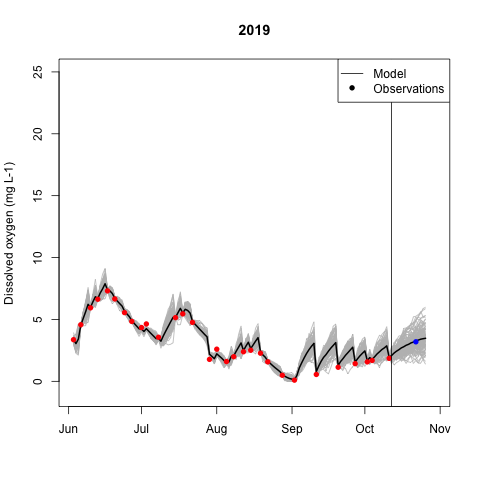 2019
Model
Observations
Dissolved oxygen (mg L-1)
25
20
15
10
5
0
Jun Jul Aug Sep Oct Nov